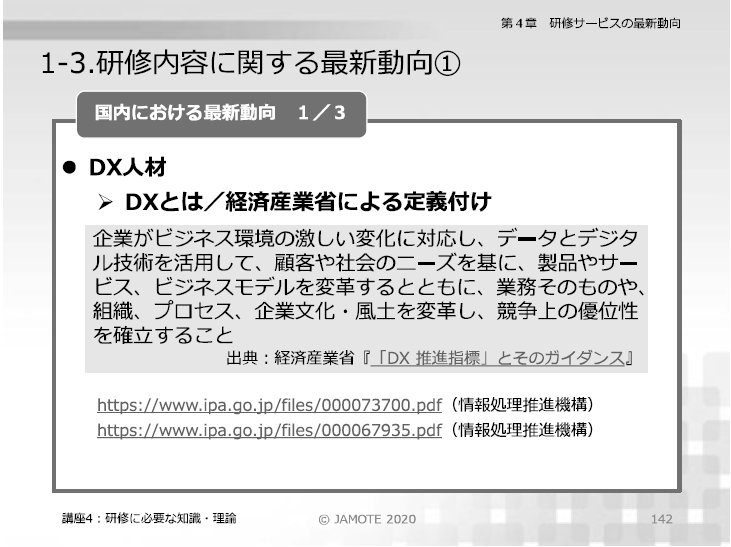 第４章　研修サービスの最新動向
1-3.研修内容に関する最新動向①
国内における最新動向　１／３
● DX人材
➢ DXとは／経済産業省による定義付け
企業がビジネス環境の激しい変化に対応し、データとデジタ
ル技術を活用して、顧客や社会のニーズを基に、製品やサー
ビス、ビジネスモデルを変革するとともに、業務そのものや、
組織、プロセス、企業文化・風土を変革し、競争上の優位性
を確立すること
出典：経済産業省『「DX 推進指標」とそのガイダンス』
https://www.ipa.go.jp/files/000073700.pdf（情報処理推進機構）
https://www.ipa.go.jp/files/000067935.pdf（情報処理推進機構）
講座4：研修に必要な知識・理論
© JAMOTE 2020
142